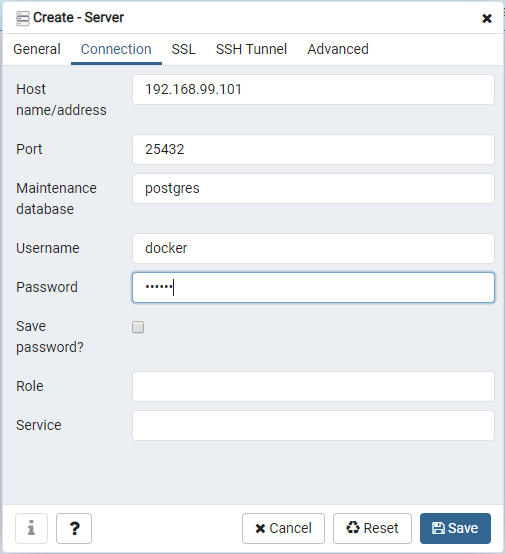 Create - Server
General Connection SSL SSH Tunnel Advanced
Host name/address 192.168.99.101
Port 25432
Maintenance database postgres
Username docker
Password ••••••
Save password?
Role
Service
i ? Cancel Reset Save